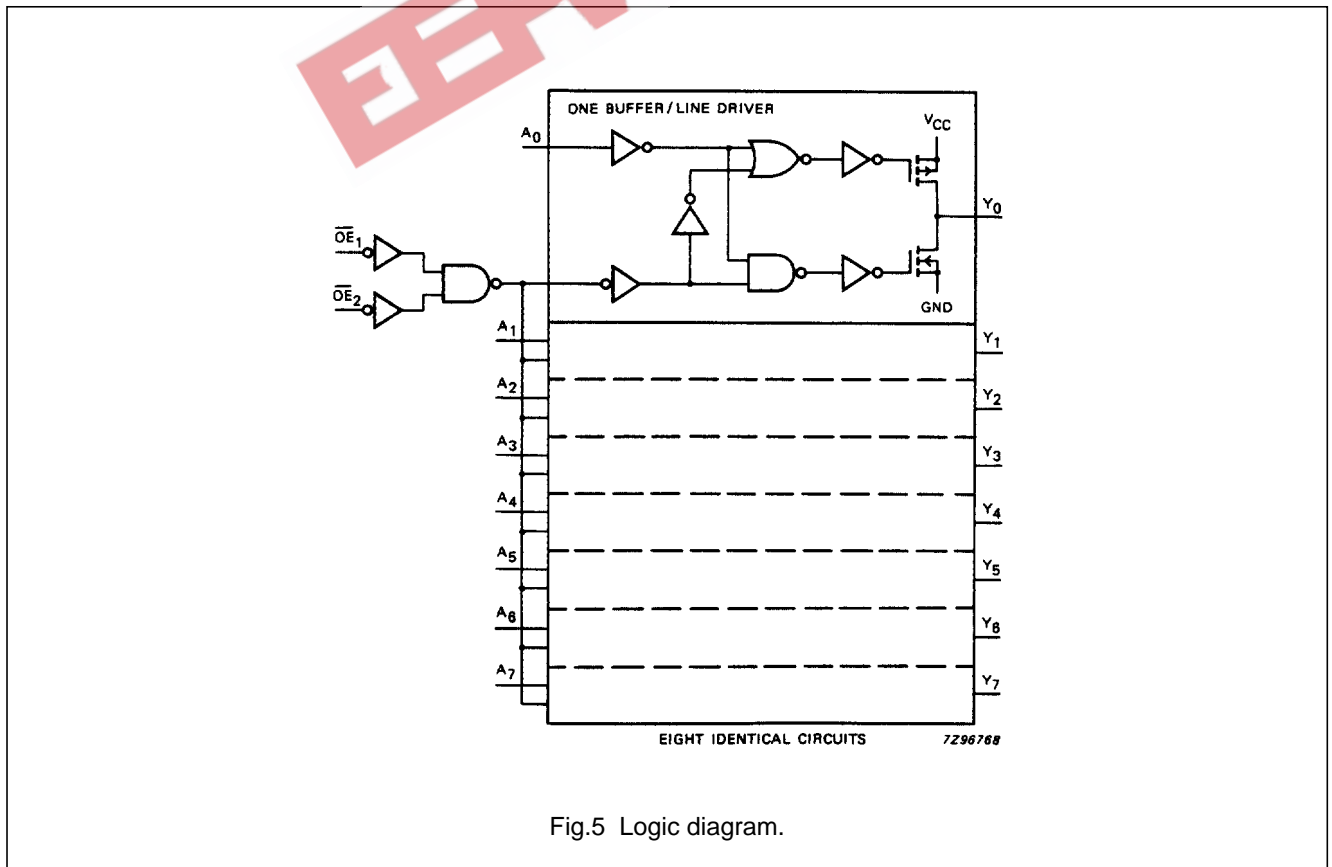 ONE BUFFER/LINE DRIVER
VCC
A0
Y0
OE1
OE2
GND
A1
Y1
A2
Y2
A3
Y3
A4
Y4
A5
Y5
A6
Y6
A7
Y7
EIGHT IDENTICAL CIRCUITS
7Z96768
Fig.5 Logic diagram.